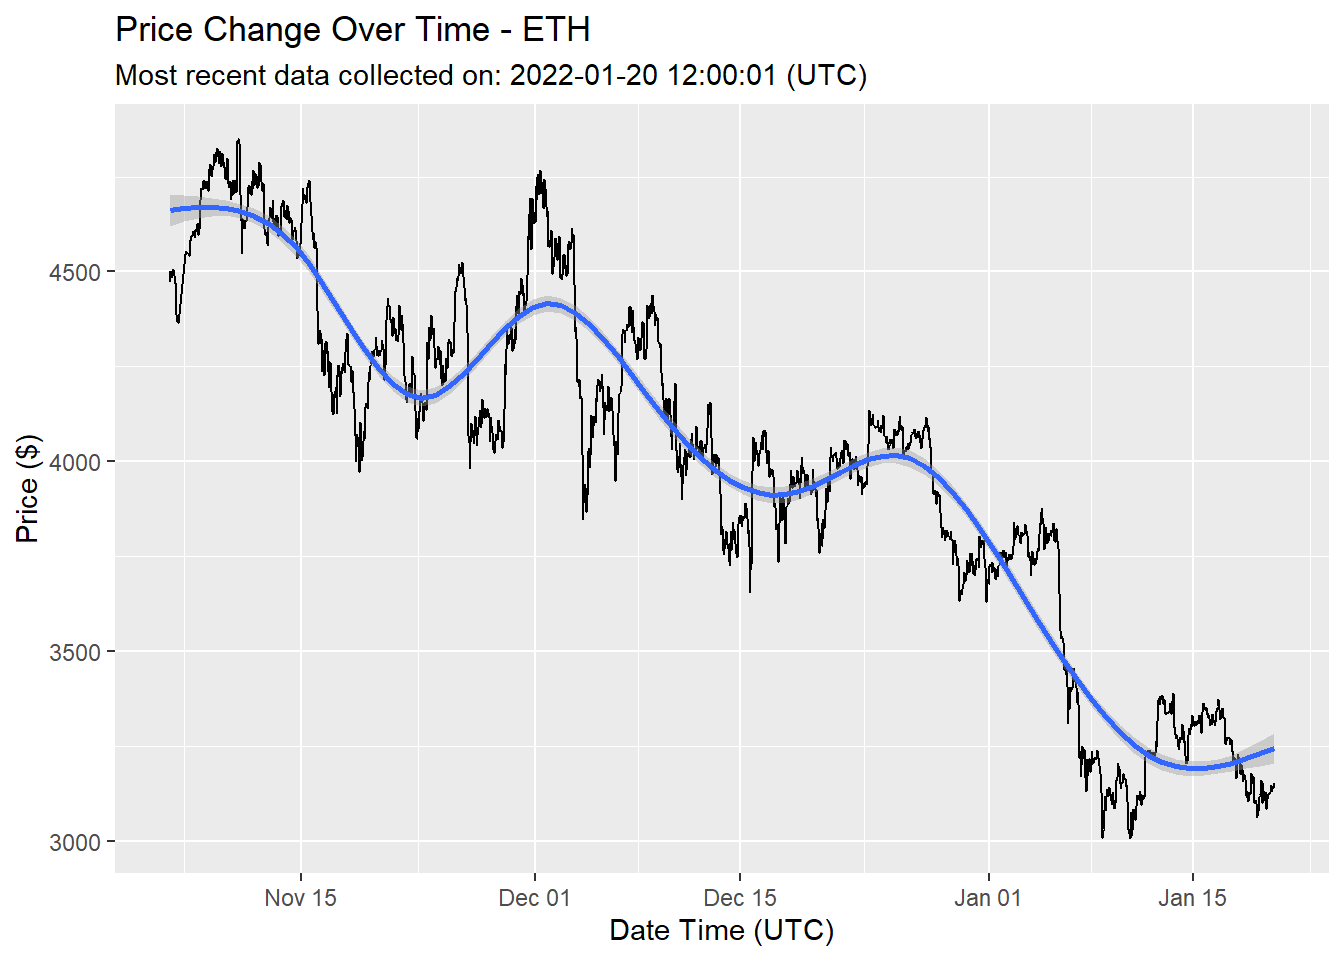 Price Change Over Time - ETH
Most recent data collected on: 2022-01-20 12:00:01 (UTC)
Price ($)
4500
4000
3500
3000
Nov 15
Dec 01
Dec 15
Jan 01
Jan 15
Date Time (UTC)